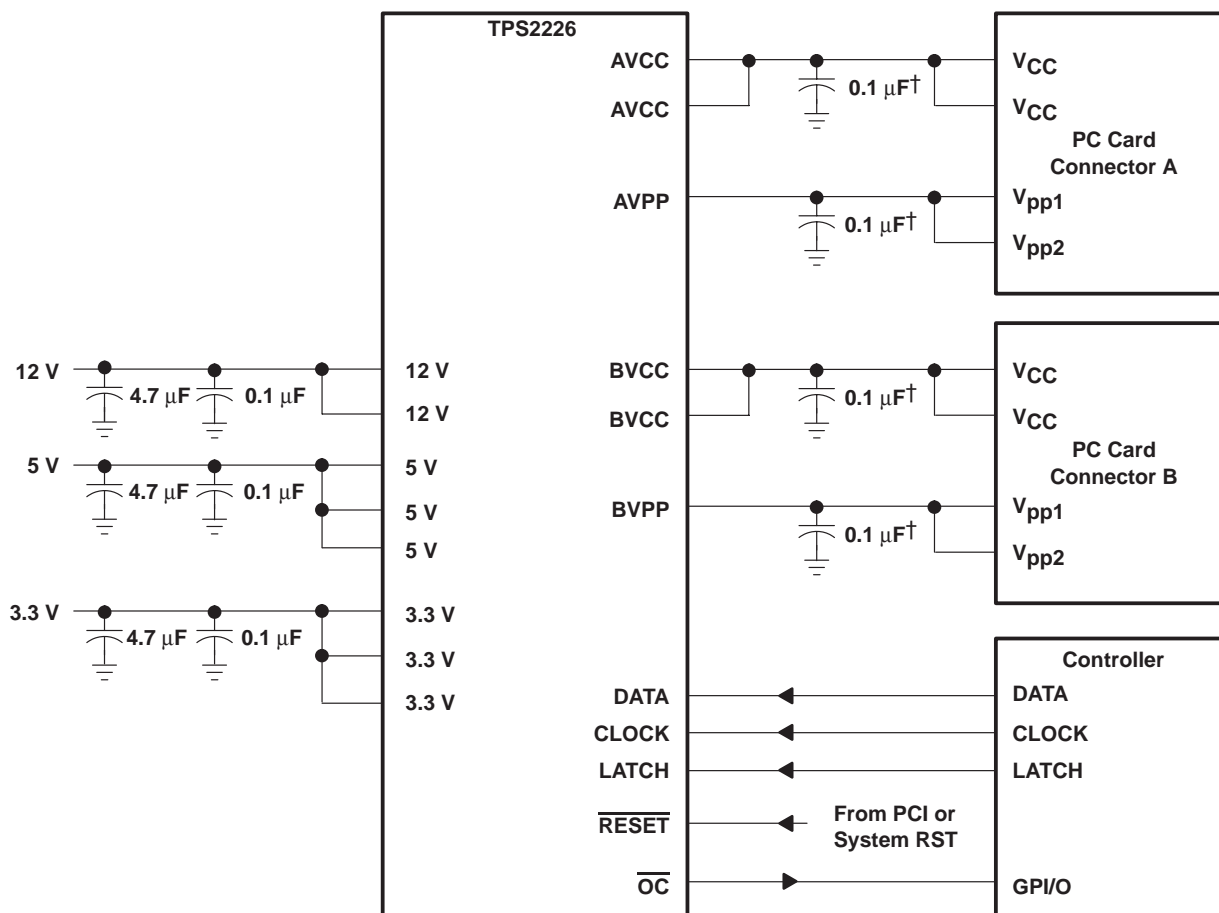 TPS2226
AVCC
AVCC
AVPP
12 V
12 V
12 V
5 V
5 V
5 V
5 V
3.3 V
3.3 V
3.3 V
3.3 V
4.7 μF
0.1 μF
4.7 μF
0.1 μF
4.7 μF
0.1 μF
BVCC
BVCC
BVPP
DATA
CLOCK
LATCH
RESET
OC
0.1 μF†
0.1 μF†
0.1 μF†
0.1 μF†
From PCI or
System RST
VCC
VCC
PC Card
Connector A
Vpp1
Vpp2
VCC
VCC
PC Card
Connector B
Vpp1
Vpp2
Controller
DATA
CLOCK
LATCH
GPI/O